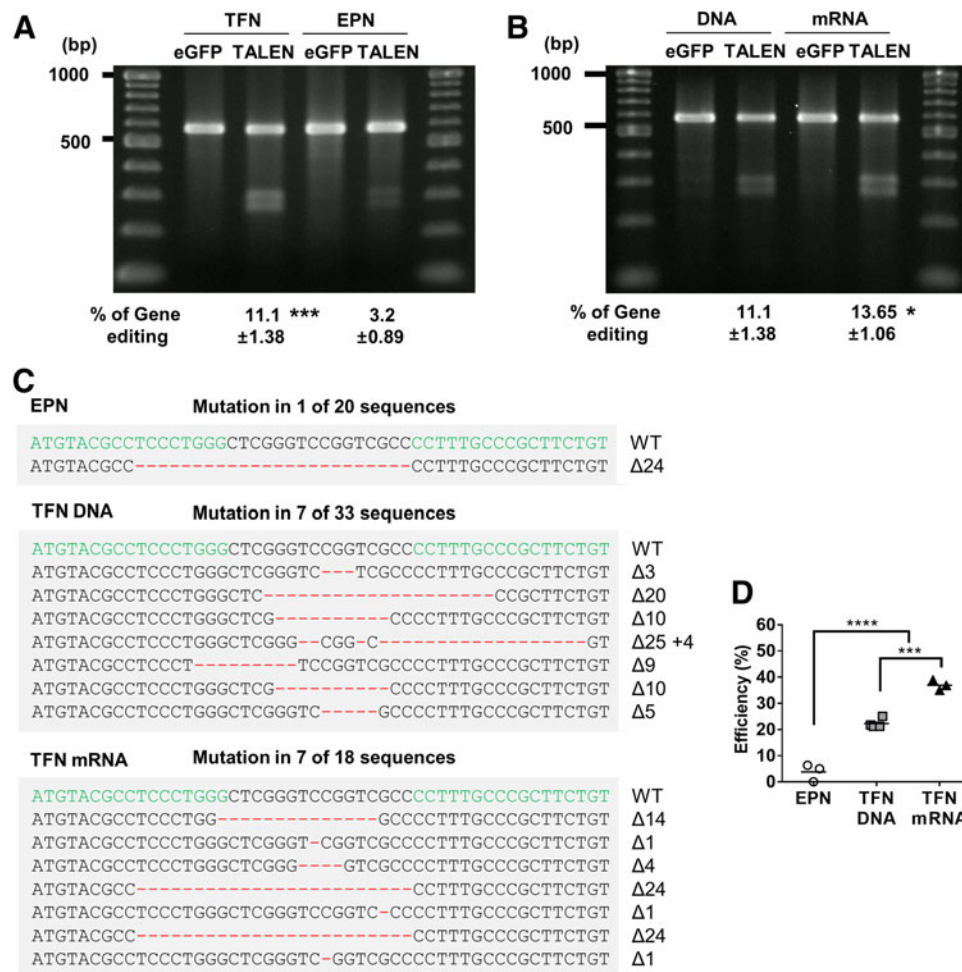 A
TFN EPN
(bp) eGFP TALEN eGFP TALEN
1000
500
% of Gene editing 11.1 ±1.38 *** 3.2 ±0.89
B
DNA mRNA
(bp) eGFP TALEN eGFP TALEN
1000
500
% of Gene editing 11.1 ±1.38 13.65 ±1.06 *
C
EPN Mutation in 1 of 20 sequences
ATGTACGCCTCCCTGGGCTCGGGTCCGGTCGCCCCTTTGCCCGCTTCTGT WT
ATGTACGCC------------------------CCTTTGCCCGCTTCTGT Δ24
TFN DNA Mutation in 7 of 33 sequences
ATGTACGCCTCCCTGGGCTCGGGTCCGGTCGCCCCTTTGCCCGCTTCTGT WT
ATGTACGCCTCCCTGGGCTCGGGTC---TCGCCCCTTTGCCCGCTTCTGT Δ3
ATGTACGCCTCCCTGGGCTC--------------------CCGCTTCTGT Δ20
ATGTACGCCTCCCTGGGCTCG----------CCCCTTTGCCCGCTTCTGT Δ10
ATGTACGCCTCCCTGGGCTCGGG--CGG-C------------------GT Δ25 +4
ATGTACGCCTCCCT---------TCCGGTCGCCCCTTTGCCCGCTTCTGT Δ9
ATGTACGCCTCCCTGGGCTCG----------CCCCTTTGCCCGCTTCTGT Δ10
ATGTACGCCTCCCTGGGCTCGGGTC-----GCCCCTTTGCCCGCTTCTGT Δ5
TFN mRNA Mutation in 7 of 18 sequences
ATGTACGCCTCCCTGGGCTCGGGTCCGGTCGCCCCTTTGCCCGCTTCTGT WT
ATGTACGCCTCCCTGG--------------GCCCCTTTGCCCGCTTCTGT Δ14
ATGTACGCCTCCCTGGGCTCGGGT-CGGTCGCCCCTTTGCCCGCTTCTGT Δ1
ATGTACGCCTCCCTGGGCTCGGG----GTCGCCCCTTTGCCCGCTTCTGT Δ4
ATGTACGCC------------------------CCTTTGCCCGCTTCTGT Δ24
ATGTACGCCTCCCTGGGCTCGGGTCCGGTC-CCCCTTTGCCCGCTTCTGT Δ1
ATGTACGCC------------------------CCTTTGCCCGCTTCTGT Δ24
ATGTACGCCTCCCTGGGCTCGGGTC-GGTCGCCCCTTTGCCCGCTTCTGT Δ1
D
Efficiency (%)
60
50
40
30
20
10
0
****
***
EPN
TFN DNA
TFN mRNA